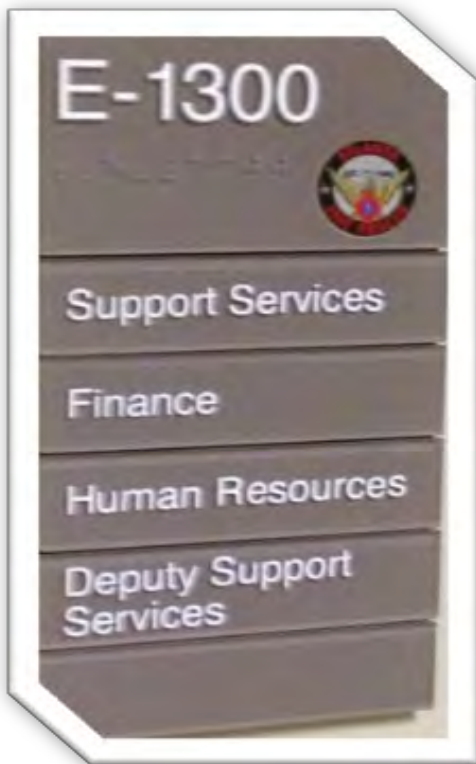 E-1300
Support Services
Finance
Human Resources
Deputy Support
Services